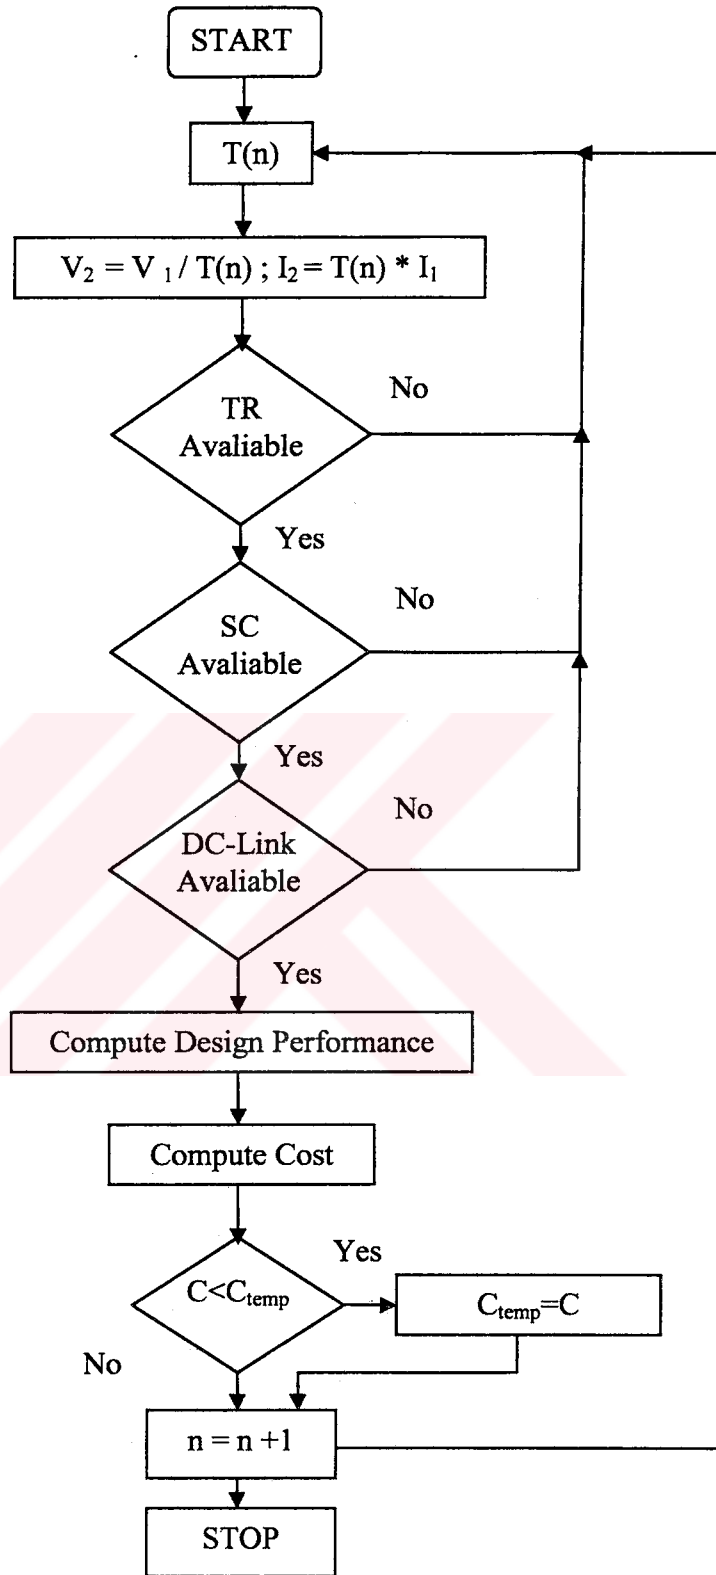 START
T(n)
V₂ = V ₁ / T(n) ; I₂ = T(n) * I₁
TR
Avaliable
No
Yes
SC
Avaliable
No
Yes
DC-Link
Avaliable
No
Yes
Compute Design Performance
Compute Cost
C<C_temp
Yes
C_temp=C
No
n = n +1
STOP